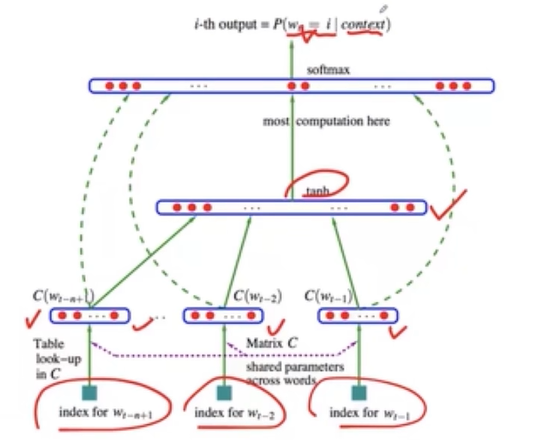 i-th output = P(w_t = i | context)
softmax
... ...
most computation here
tanh
... ...
C(w_{t-n+1}) C(w_{t-2}) C(w_{t-1})
... ... ... ...
Table look-up in C
Matrix C
shared parameters across words
index for w_{t-n+1} index for w_{t-2} index for w_{t-1}